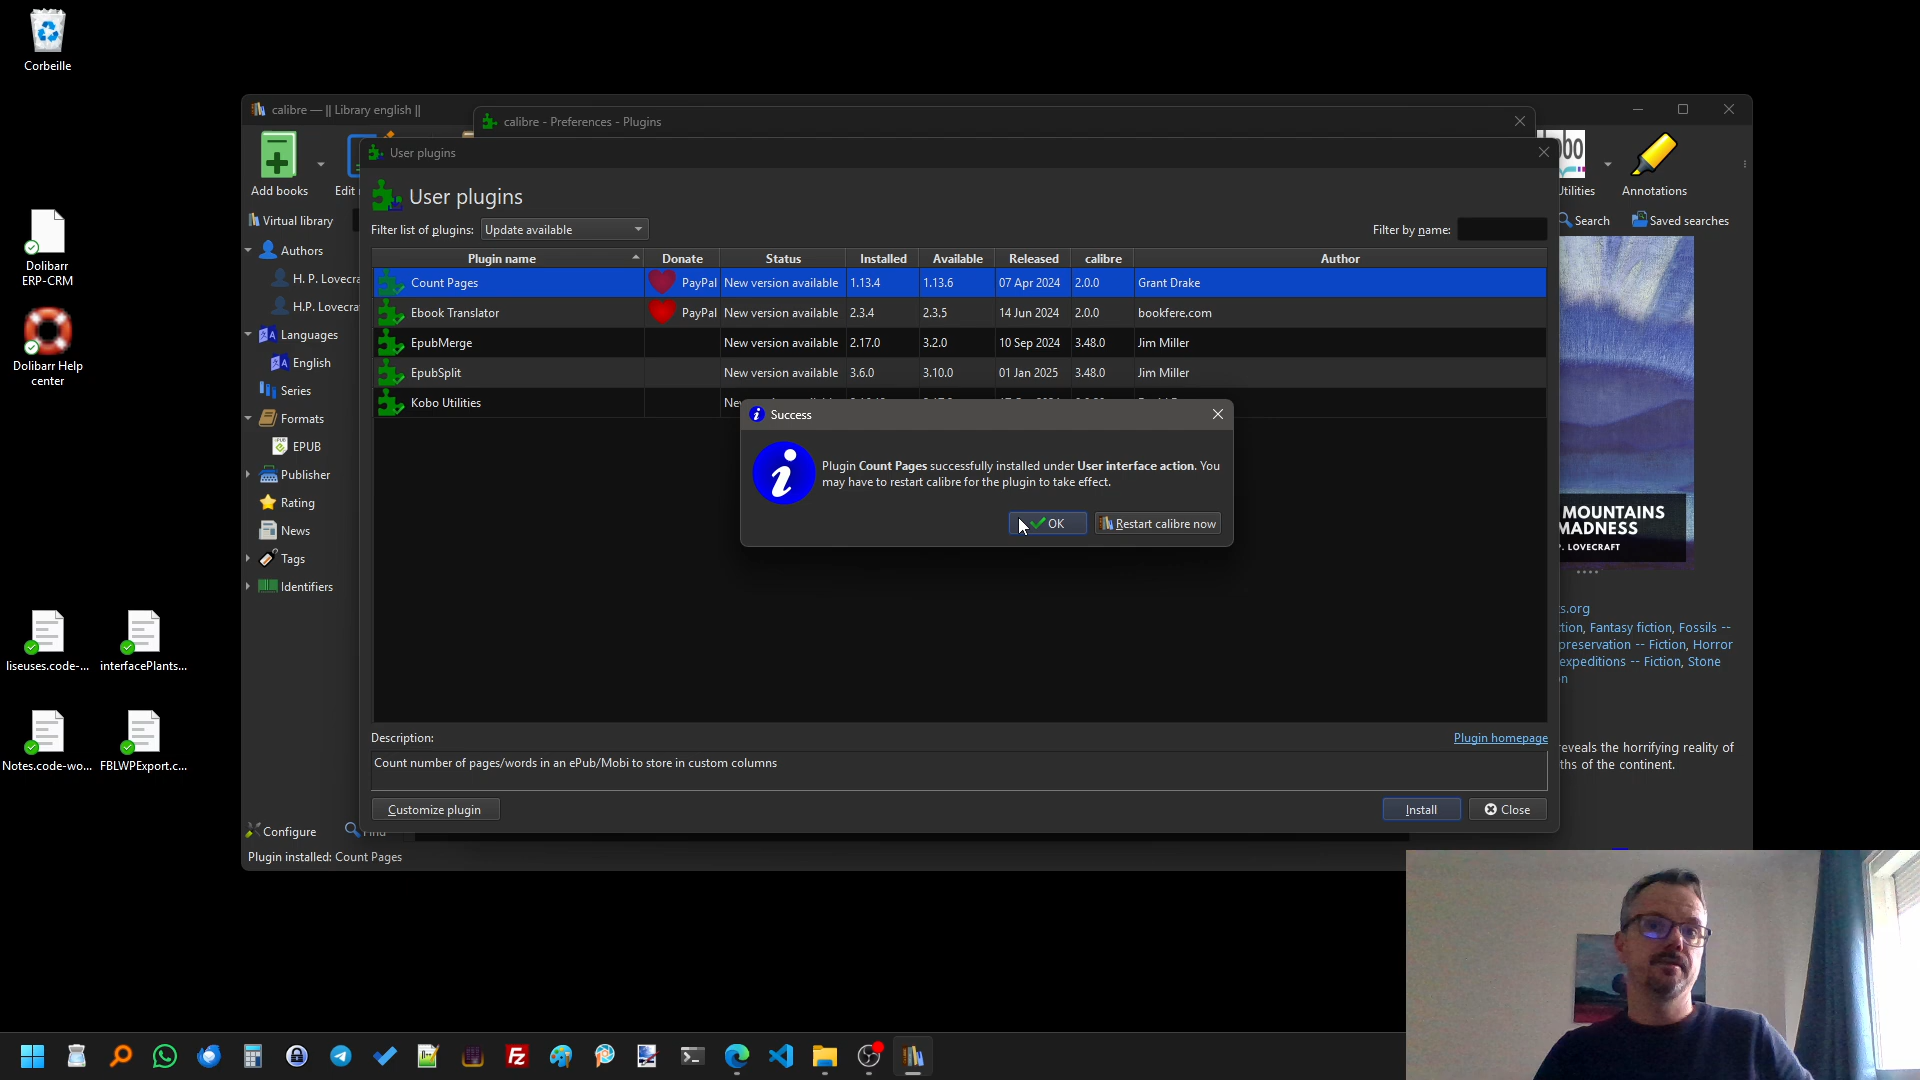 Corbeille
calibre — || Library english ||
calibre - Preferences - Plugins
User plugins
Add books
Edit
Utilities
Annotations
User plugins
Virtual library
Filter list of plugins:
Update available
Filter by name:
Search
Saved searches
Plugin name
Donate
Status
Installed
Available
Released
calibre
Author
Count Pages
PayPal
New version available
1.13.4
1.13.6
07 Apr 2024
2.0.0
Grant Drake
Ebook Translator
PayPal
New version available
2.3.4
2.3.5
14 Jun 2024
2.0.0
bookfere.com
EpubMerge
New version available
2.17.0
3.2.0
10 Sep 2024
3.48.0
Jim Miller
EpubSplit
New version available
3.6.0
3.10.0
01 Jan 2025
3.48.0
Jim Miller
Kobo Utilities
Authors
H. P. Lovecra
H.P. Lovecra
Languages
English
Series
Formats
EPUB
Publisher
Rating
News
Tags
Identifiers
Dolibarr
ERP-CRM
Dolibarr Help
center
Success
Plugin Count Pages successfully installed under User interface action. You
may have to restart calibre for the plugin to take effect.
OK
Restart calibre now
MOUNTAINS
MADNESS
P. LOVECRAFT
s.org
tion, Fantasy fiction, Fossils --
preservation -- Fiction, Horror
expeditions -- Fiction, Stone
liseuses.code-...
interfacePlants...
Notes.code-wo...
FBLWPExport.c...
reveals the horrifying reality of
ths of the continent.
Description:
Plugin homepage
Count number of pages/words in an ePub/Mobi to store in custom columns
Customize plugin
Install
Close
Configure
Find
Plugin installed: Count Pages